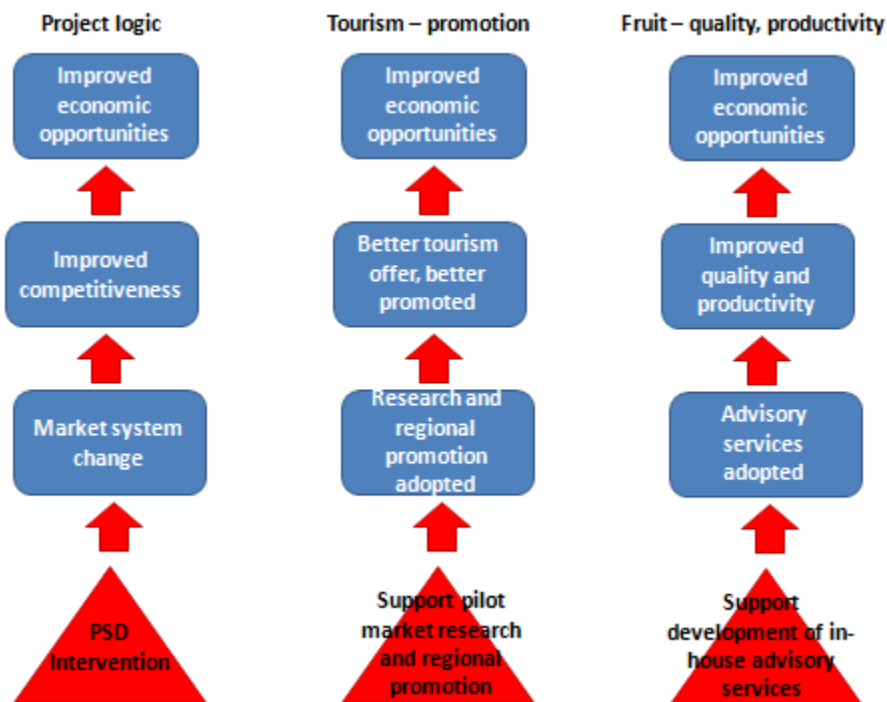 Project logic
Improved
economic
opportunities
Improved
competitiveness
Market system
change
PSD
Intervention
Tourism – promotion
Improved
economic
opportunities
Better tourism
offer, better
promoted
Research and
regional
promotion
adopted
Support pilot
market research
and regional
promotion
Fruit – quality, productivity
Improved
economic
opportunities
Improved
quality and
productivity
Advisory
services
adopted
Support
development of in-
house advisory
services